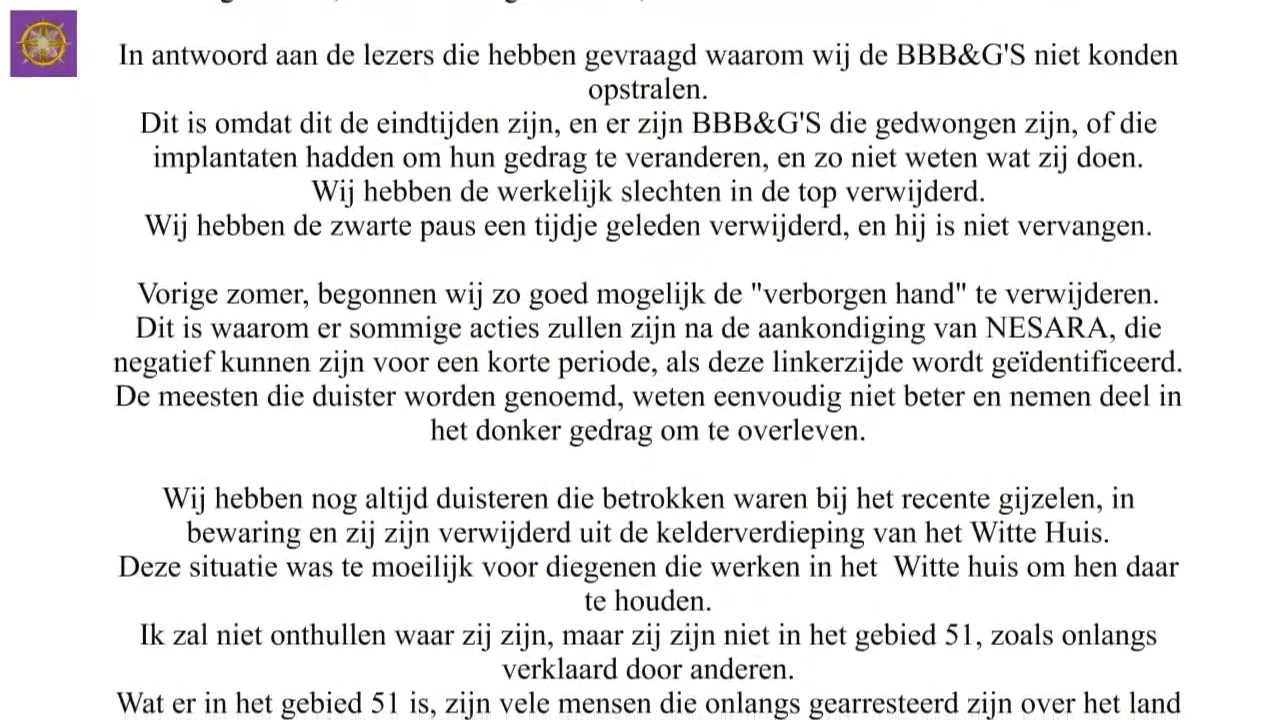 In antwoord aan de lezers die hebben gevraagd waarom wij de BBB&G'S niet konden
opstralen.
Dit is omdat dit de eindtijden zijn, en er zijn BBB&G'S die gedwongen zijn, of die
implantaten hadden om hun gedrag te veranderen, en zo niet weten wat zij doen.
Wij hebben de werkelijk slechten in de top verwijderd.
Wij hebben de zwarte paus een tijdje geleden verwijderd, en hij is niet vervangen.
Vorige zomer, begonnen wij zo goed mogelijk de "verborgen hand" te verwijderen.
Dit is waarom er sommige acties zullen zijn na de aankondiging van NESARA, die
negatief kunnen zijn voor een korte periode, als deze linkerzijde wordt geïdentificeerd.
De meesten die duister worden genoemd, weten eenvoudig niet beter en nemen deel in
het donker gedrag om te overleven.
Wij hebben nog altijd duisteren die betrokken waren bij het recente gijzelen, in
bewaring en zij zijn verwijderd uit de kelderverdieping van het Witte Huis.
Deze situatie was te moeilijk voor diegenen die werken in het  Witte huis om hen daar
te houden.
Ik zal niet onthullen waar zij zijn, maar zij zijn niet in het gebied 51, zoals onlangs
verklaard door anderen.
Wat er in het gebied 51 is, zijn vele mensen die onlangs gearresteerd zijn over het land